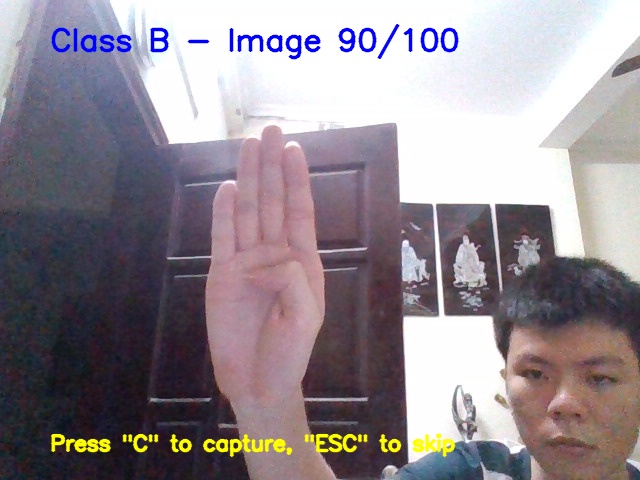 Class B - Image 90/100
Press "C" to capture, "ESC" to skip